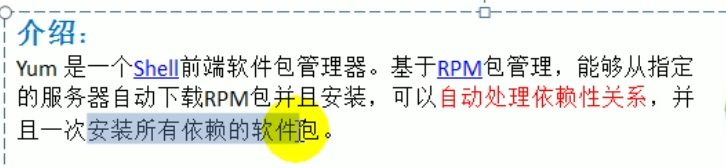 介绍：
Yum 是一个Shell前端软件包管理器。基于RPM包管理，能够从指定
的服务器自动下载RPM包并且安装，可以自动处理依赖性关系，并
且一次安装所有依赖的软件包。